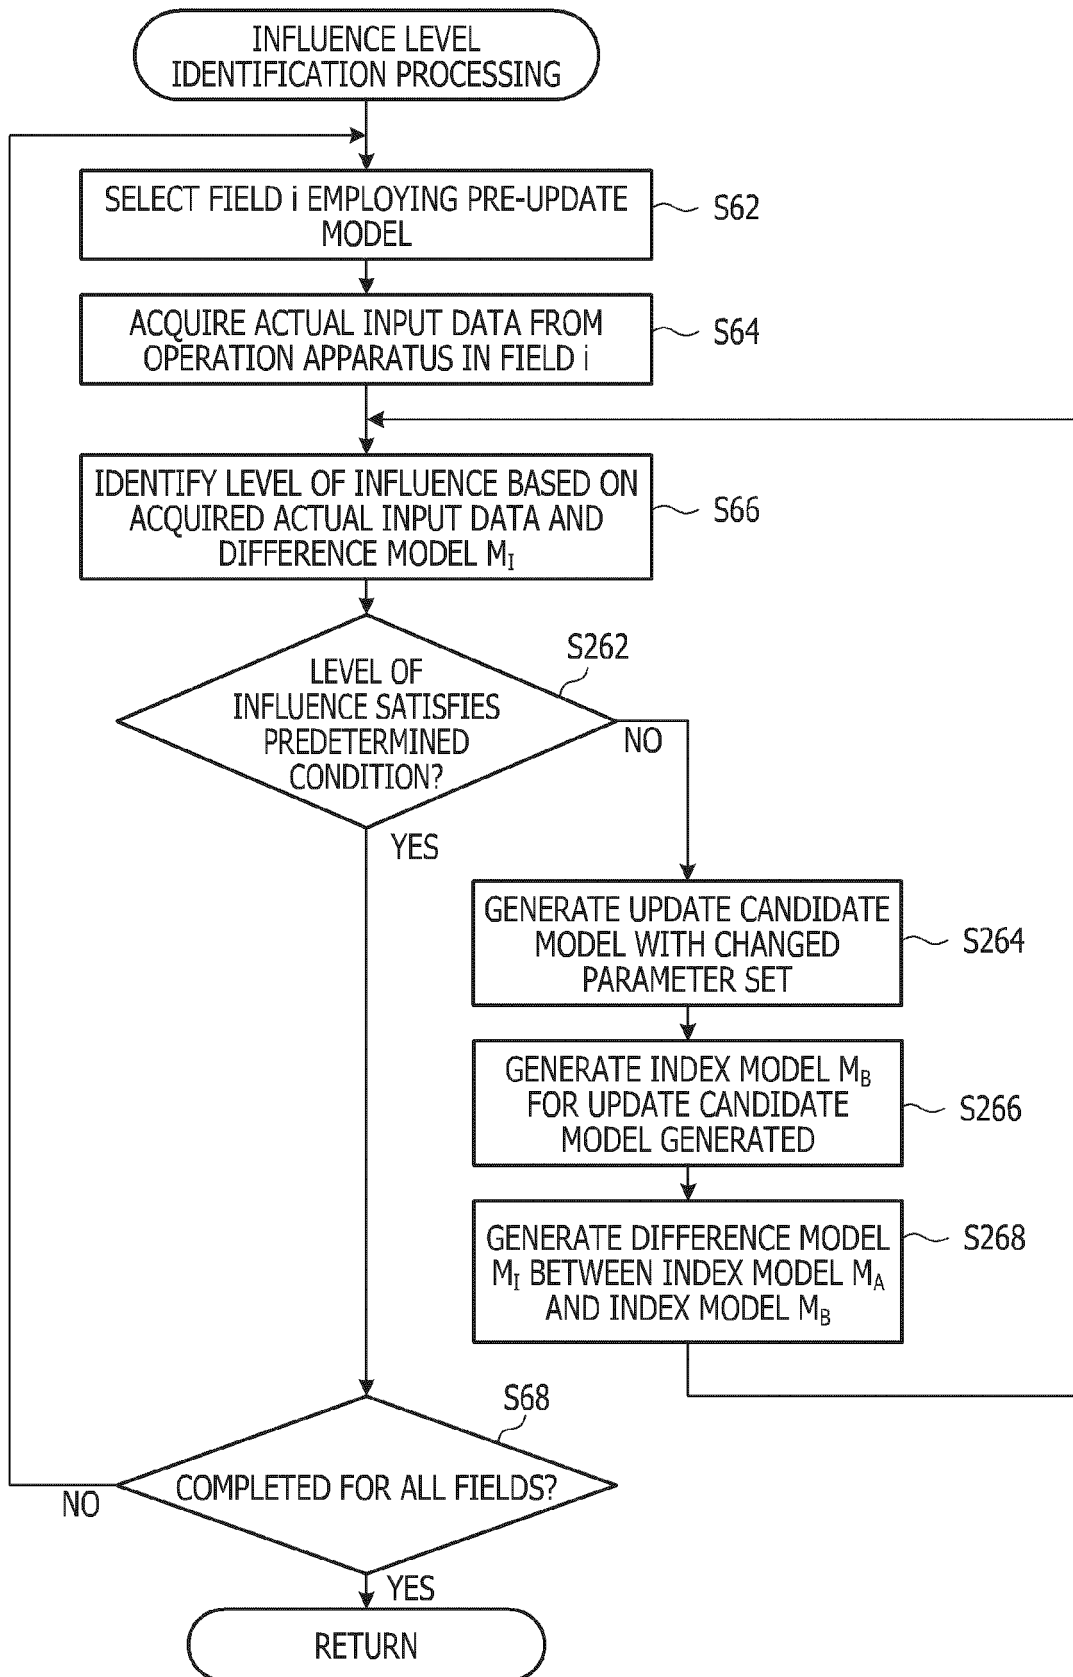 INFLUENCE LEVEL
IDENTIFICATION PROCESSING
SELECT FIELD i EMPLOYING PRE-UPDATE
MODEL
S62
ACQUIRE ACTUAL INPUT DATA FROM
OPERATION APPARATUS IN FIELD i
S64
IDENTIFY LEVEL OF INFLUENCE BASED ON
ACQUIRED ACTUAL INPUT DATA AND
DIFFERENCE MODEL MI
S66
LEVEL OF
INFLUENCE SATISFIES
PREDETERMINED
CONDITION?
S262
NO
YES
GENERATE UPDATE CANDIDATE
MODEL WITH CHANGED
PARAMETER SET
S264
GENERATE INDEX MODEL MB
FOR UPDATE CANDIDATE
MODEL GENERATED
S266
GENERATE DIFFERENCE MODEL
MI BETWEEN INDEX MODEL MA
AND INDEX MODEL MB
S268
COMPLETED FOR ALL FIELDS?
S68
NO
YES
RETURN